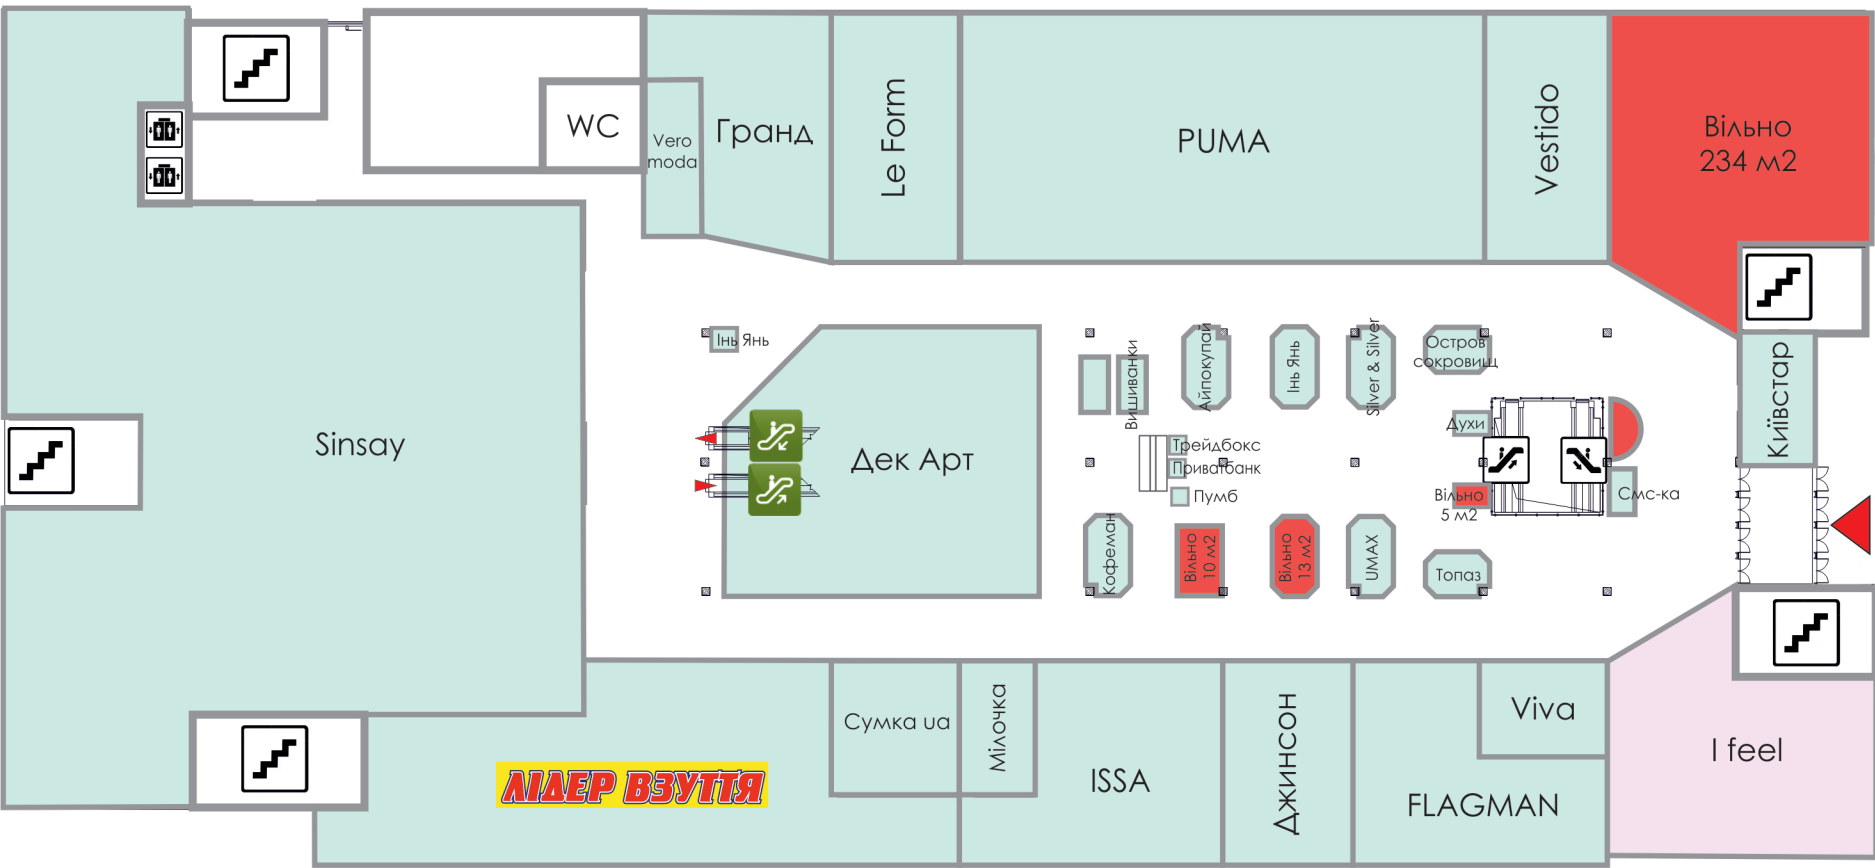 WC
Vero
moda
Гранд
Le Form
PUMA
Vestido
Вільно
234 м2
Sinsay
Інь Янь
Дек Арт
Вишиванки
Айпокупай
Інь Янь
Silver & Silver
Остров
сокровищ
Київстар
Духи
Трейдбокс
Приватбанк
Пумб
Вільно
5 м2
Смс-ка
Кофеман
Вільно
10 м2
Вільно
13 м2
UMAX
Топаз
ЛІДЕР ВЗУТТЯ
Сумка ua
Мілочка
ISSA
Джинсон
FLAGMAN
Viva
I feel